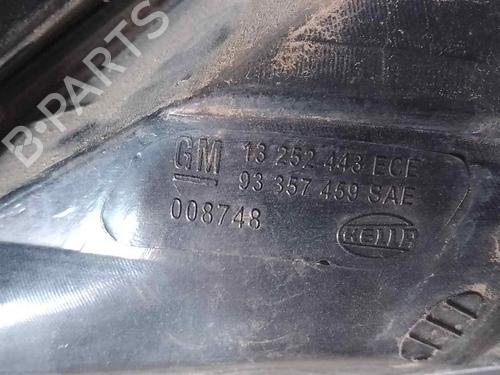 B-PARTS
GM 13 252 443 ECE
93 357 459 SAE
008748
HELLA